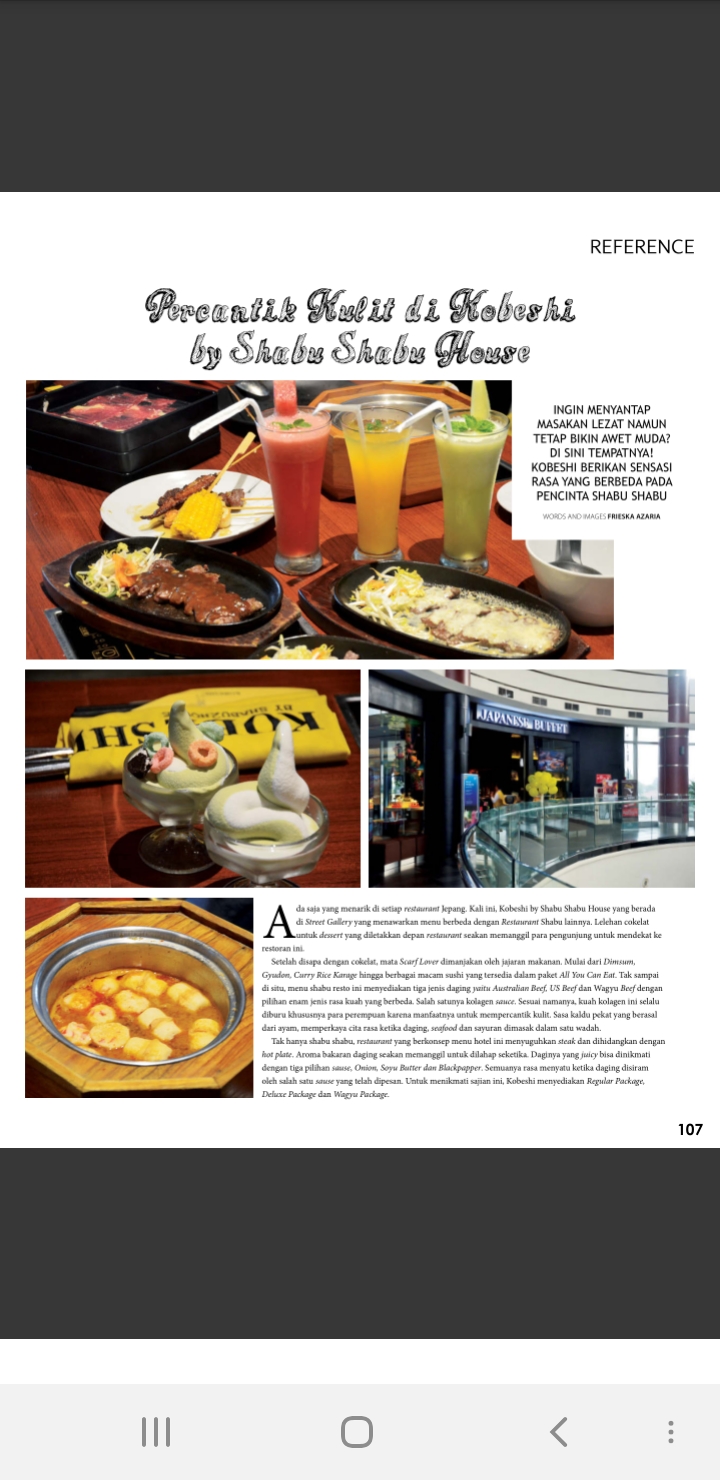 REFERENCE
Percantik Kulit di Kobeshi
by Shabu Shabu House
INGIN MENYANTAP
MASAKAN LEZAT NAMUN
TETAP BIKIN AWET MUDA?
DI SINI TEMPATNYA!
KOBESHI BERIKAN SENSASI
RASA YANG BERBEDA PADA
PENCINTA SHABU SHABU
WORDS AND IMAGES FRIESKA AZARIA
KOBESHI
JAPANESE BUFFET
Ada saja yang menarik di setiap restaurant Jepang. Kali ini, Kobeshi by Shabu Shabu House yang berada
di Street Gallery yang menawarkan menu berbeda dengan Restaurant Shabu lainnya. Lelehan cokelat
untuk dessert yang diletakkan depan restaurant seakan memanggil para pengunjung untuk mendekat ke
restoran ini.
Setelah disapa dengan cokelat, mata Scarf Lover dimanjakan oleh jajaran makanan. Mulai dari Dimsum,
Gyudon, Curry Rice Karage hingga berbagai macam sushi yang tersedia dalam paket All You Can Eat. Tak sampai
di situ, menu shabu resto ini menyediakan tiga jenis daging yaitu Australian Beef, US Beef dan Wagyu Beef dengan
pilihan enam jenis rasa kuah yang berbeda. Salah satunya kolagen sauce. Sesuai namanya, kuah kolagen ini selalu
diburu khususnya para perempuan karena manfaatnya untuk mempercantik kulit. Sasa kaldu pekat yang berasal
dari ayam, memperkaya cita rasa ketika daging, seafood dan sayuran dimasak dalam satu wadah.
Tak hanya shabu shabu, restaurant yang berkonsep menu hotel ini menyuguhkan steak dan dihidangkan dengan
hot plate. Aroma bakaran daging seakan memanggil untuk dilahap seketika. Dagingnya yang juicy bisa dinikmati
dengan tiga pilihan sause, Onion, Soyu Butter dan Blackpapper. Semuanya rasa menyatu ketika daging disiram
oleh salah satu sause yang telah dipesan. Untuk menikmati sajian ini, Kobeshi menyediakan Regular Package,
Deluxe Package dan Wagyu Package.
107